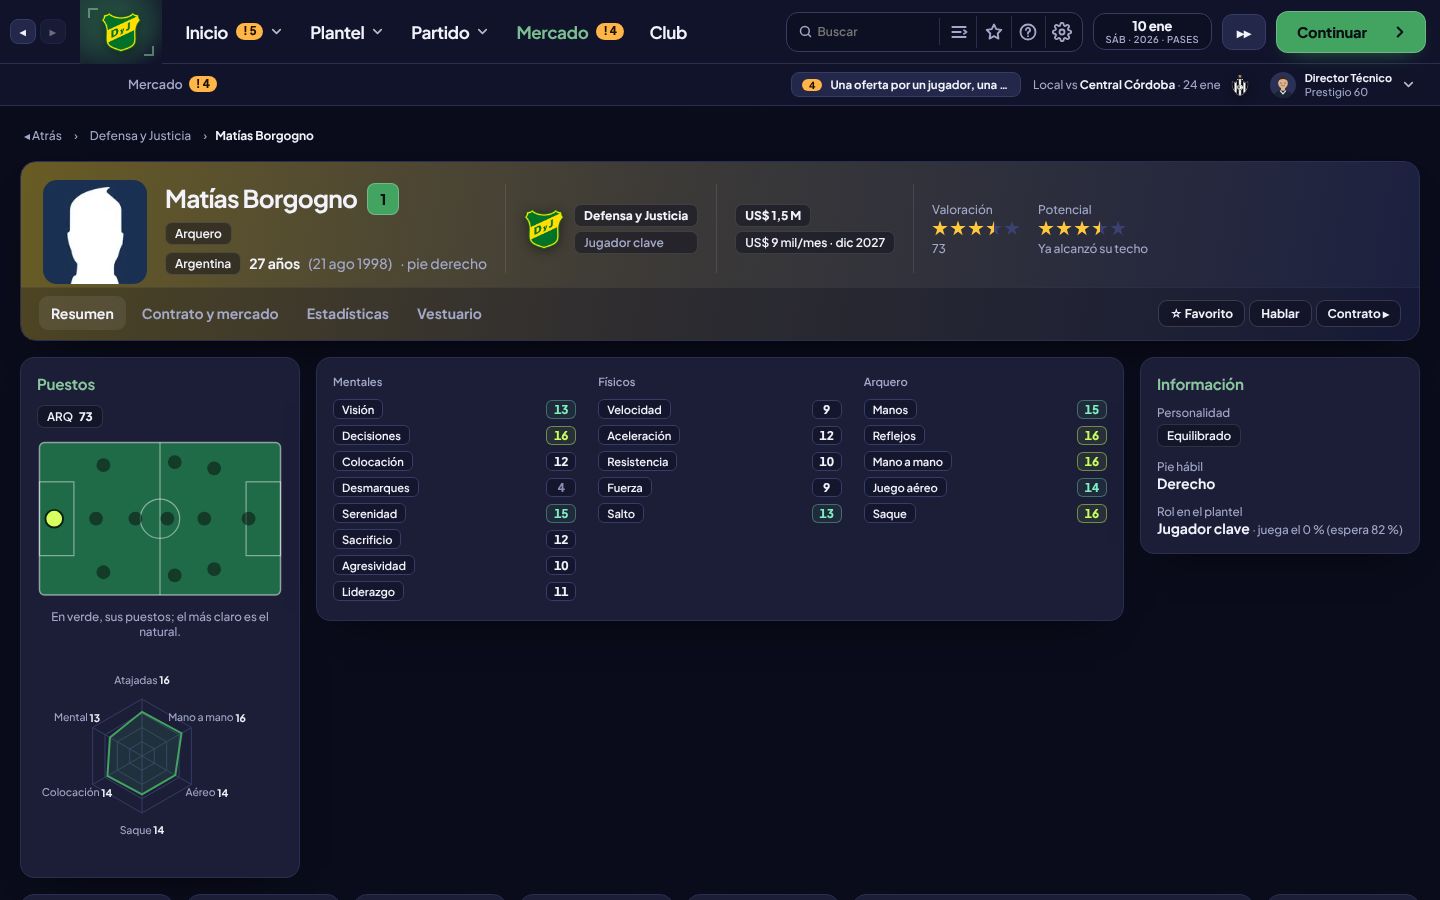 Inicio ! 5
Plantel
Partido
Mercado ! 4
Club
Buscar
10 ene
SÁB · 2026 · PASES
Continuar
Mercado ! 4
4 Una oferta por un jugador, una ...
Local vs Central Córdoba · 24 ene
Director Técnico
Prestigio 60
◂ Atrás › Defensa y Justicia › Matías Borgogno
Matías Borgogno 1
Arquero
Argentina 27 años (21 ago 1998) · pie derecho
DyJ
Defensa y Justicia
Jugador clave
US$ 1,5 M
US$ 9 mil/mes · dic 2027
Valoración
73
Potencial
Ya alcanzó su techo
Resumen
Contrato y mercado
Estadísticas
Vestuario
☆ Favorito
Hablar
Contrato ▸
Puestos
ARQ 73
En verde, sus puestos; el más claro es el
natural.
Atajadas 16
Mental 13
Mano a mano 16
Colocación 14
Aéreo 14
Saque 14
Mentales
Visión 13
Decisiones 16
Colocación 12
Desmarques 4
Serenidad 15
Sacrificio 12
Agresividad 10
Liderazgo 11
Físicos
Velocidad 9
Aceleración 12
Resistencia 10
Fuerza 9
Salto 13
Arquero
Manos 15
Reflejos 16
Mano a mano 16
Juego aéreo 14
Saque 16
Información
Personalidad
Equilibrado
Pie hábil
Derecho
Rol en el plantel
Jugador clave · juega el 0 % (espera 82 %)